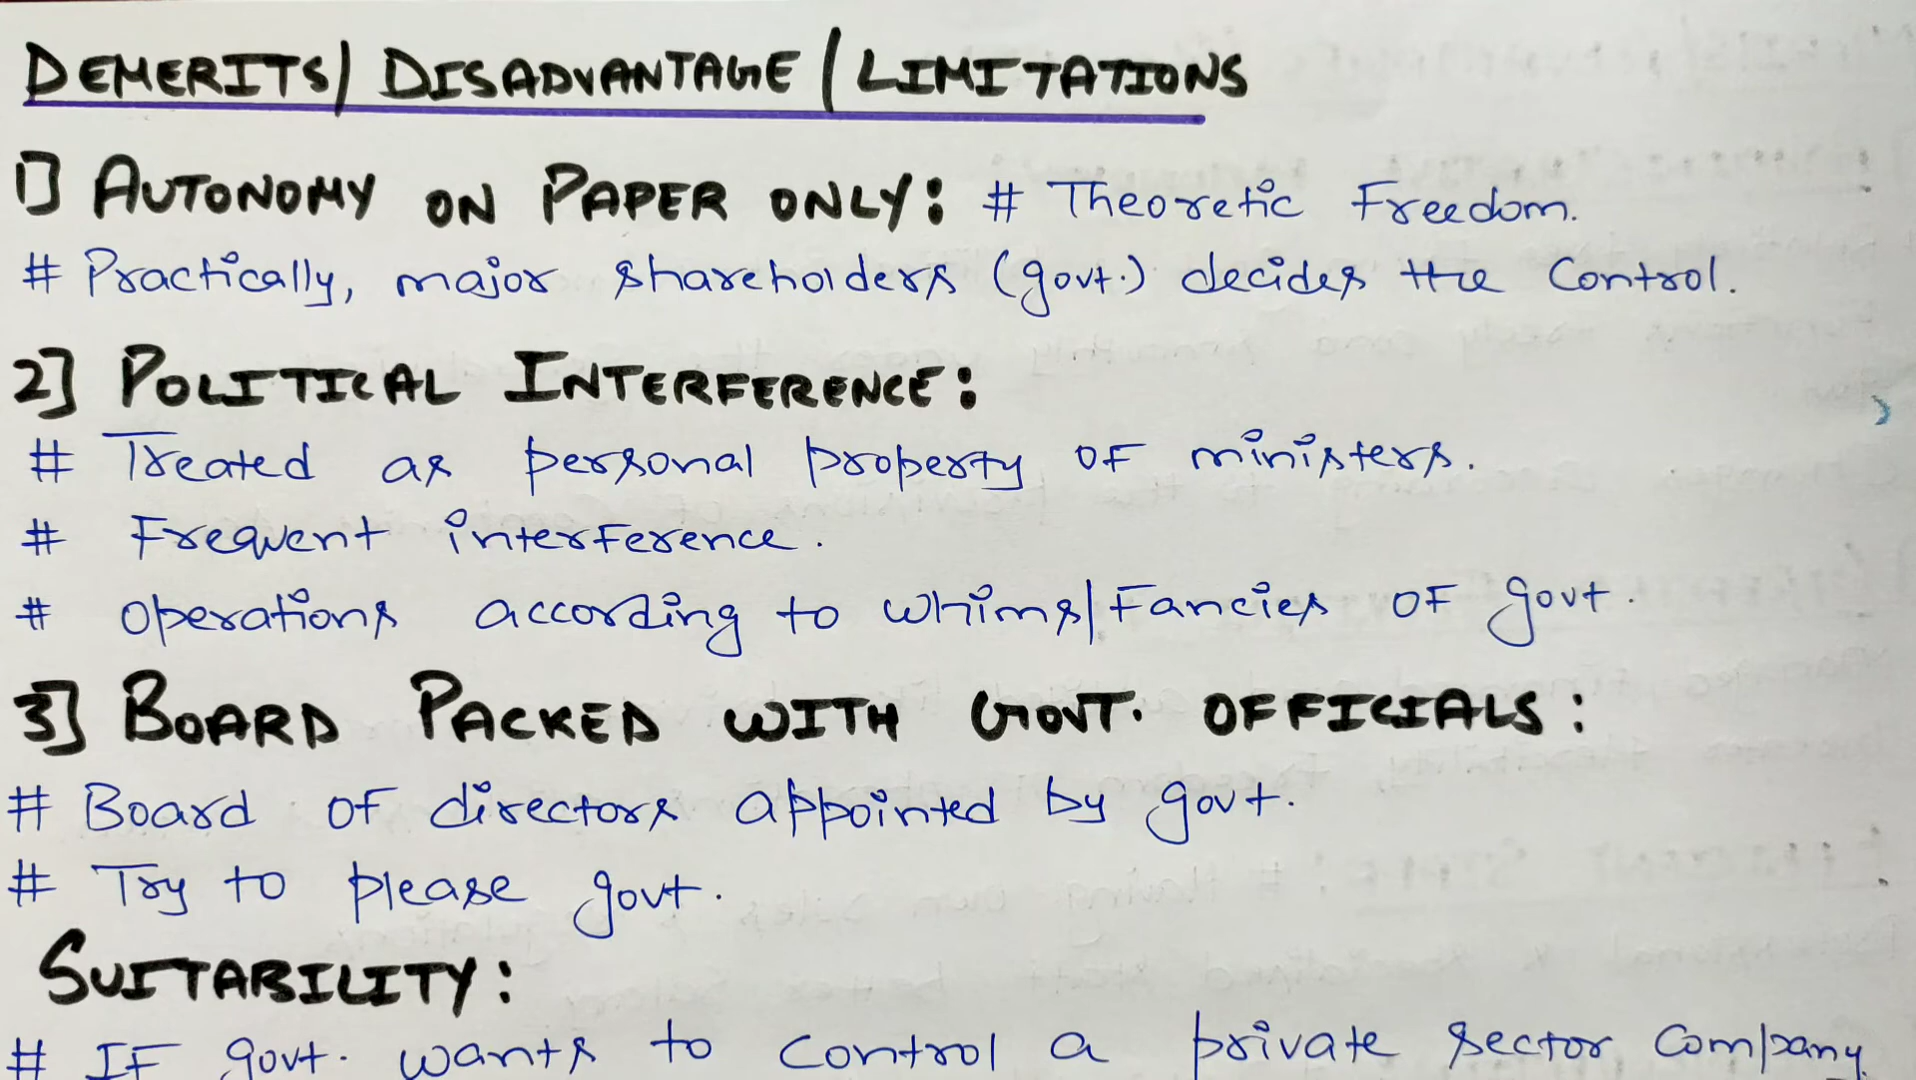 DEMERITS/ DISADVANTAGE / LIMITATIONS
1] AUTONOMY ON PAPER ONLY: # Theoretic Freedom.
# Practically, major shareholders (govt.) decides the Control.
2] POLITICAL INTERFERENCE:
# Treated as personal property OF ministers.
# Frequent interference.
# Operations according to whims/Fancies OF govt.
3] BOARD PACKED WITH GOVT. OFFICIALS:
# Board OF directors appointed by govt.
# Try to please govt.
SUITABILITY:
# IF govt. wants to control a private sector Company